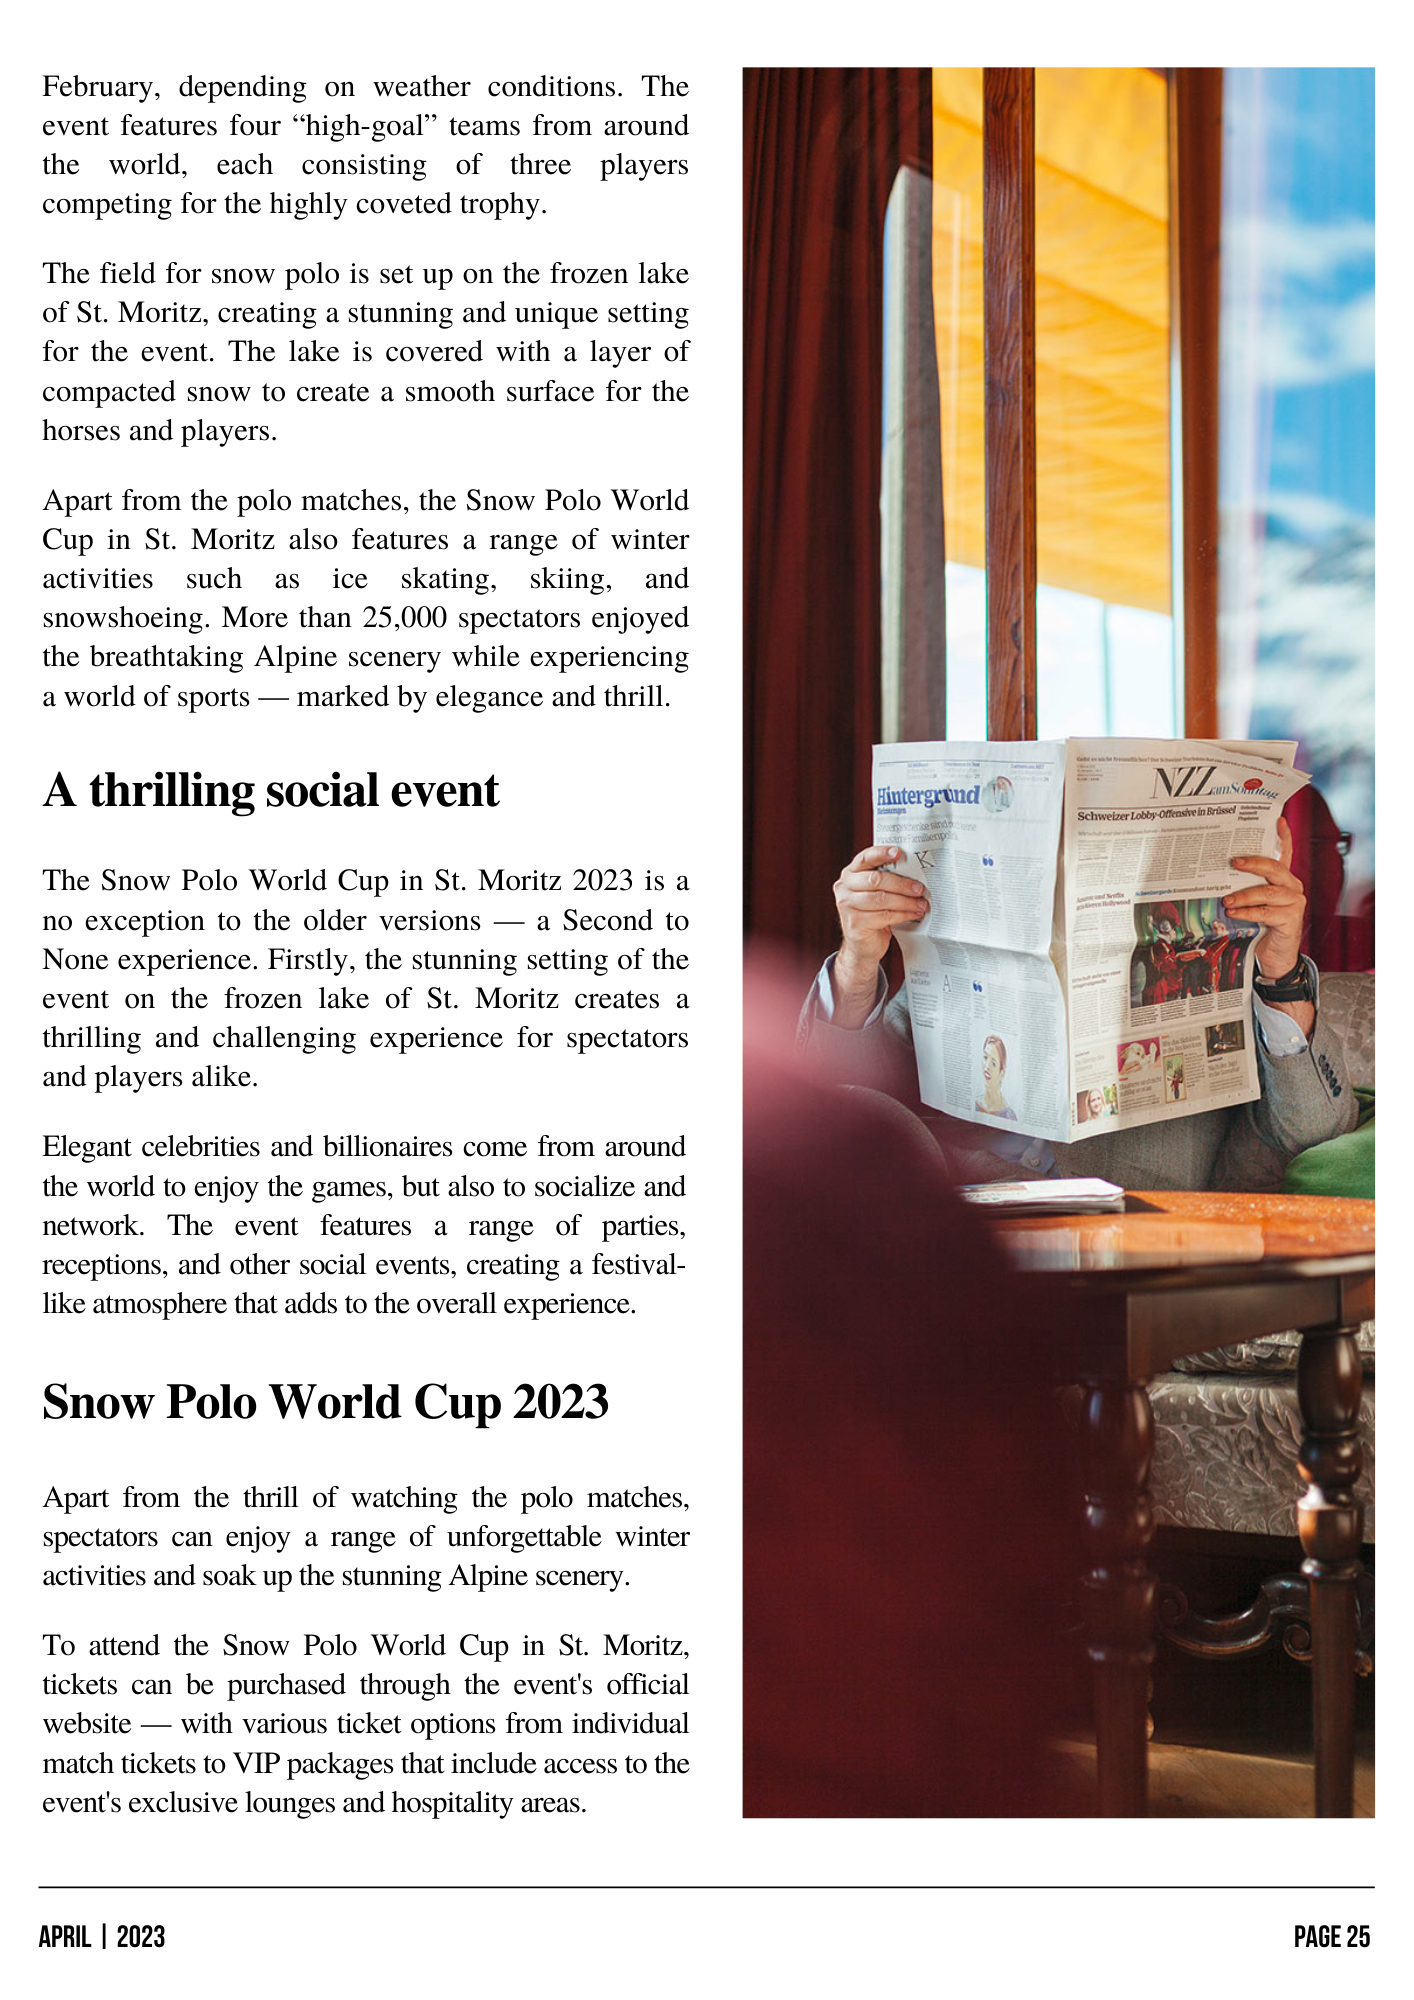 February, depending on weather conditions. The
event features four “high-goal” teams from around
the world, each consisting of three players
competing for the highly coveted trophy.
The field for snow polo is set up on the frozen lake
of St. Moritz, creating a stunning and unique setting
for the event. The lake is covered with a layer of
compacted snow to create a smooth surface for the
horses and players.
Apart from the polo matches, the Snow Polo World
Cup in St. Moritz also features a range of winter
activities such as ice skating, skiing, and
snowshoeing. More than 25,000 spectators enjoyed
the breathtaking Alpine scenery while experiencing
a world of sports — marked by elegance and thrill.
A thrilling social event
The Snow Polo World Cup in St. Moritz 2023 is a
no exception to the older versions — a Second to
None experience. Firstly, the stunning setting of the
event on the frozen lake of St. Moritz creates a
thrilling and challenging experience for spectators
and players alike.
Elegant celebrities and billionaires come from around
the world to enjoy the games, but also to socialize and
network. The event features a range of parties,
receptions, and other social events, creating a festival-
like atmosphere that adds to the overall experience.
Snow Polo World Cup 2023
Apart from the thrill of watching the polo matches,
spectators can enjoy a range of unforgettable winter
activities and soak up the stunning Alpine scenery.
To attend the Snow Polo World Cup in St. Moritz,
tickets can be purchased through the event's official
website — with various ticket options from individual
match tickets to VIP packages that include access to the
event's exclusive lounges and hospitality areas.
Hintergrund
Meinungen
K
A
NZZ am Sonntag
Schweizer Lobby-Offensive in Brüssel
APRIL | 2023
PAGE 25